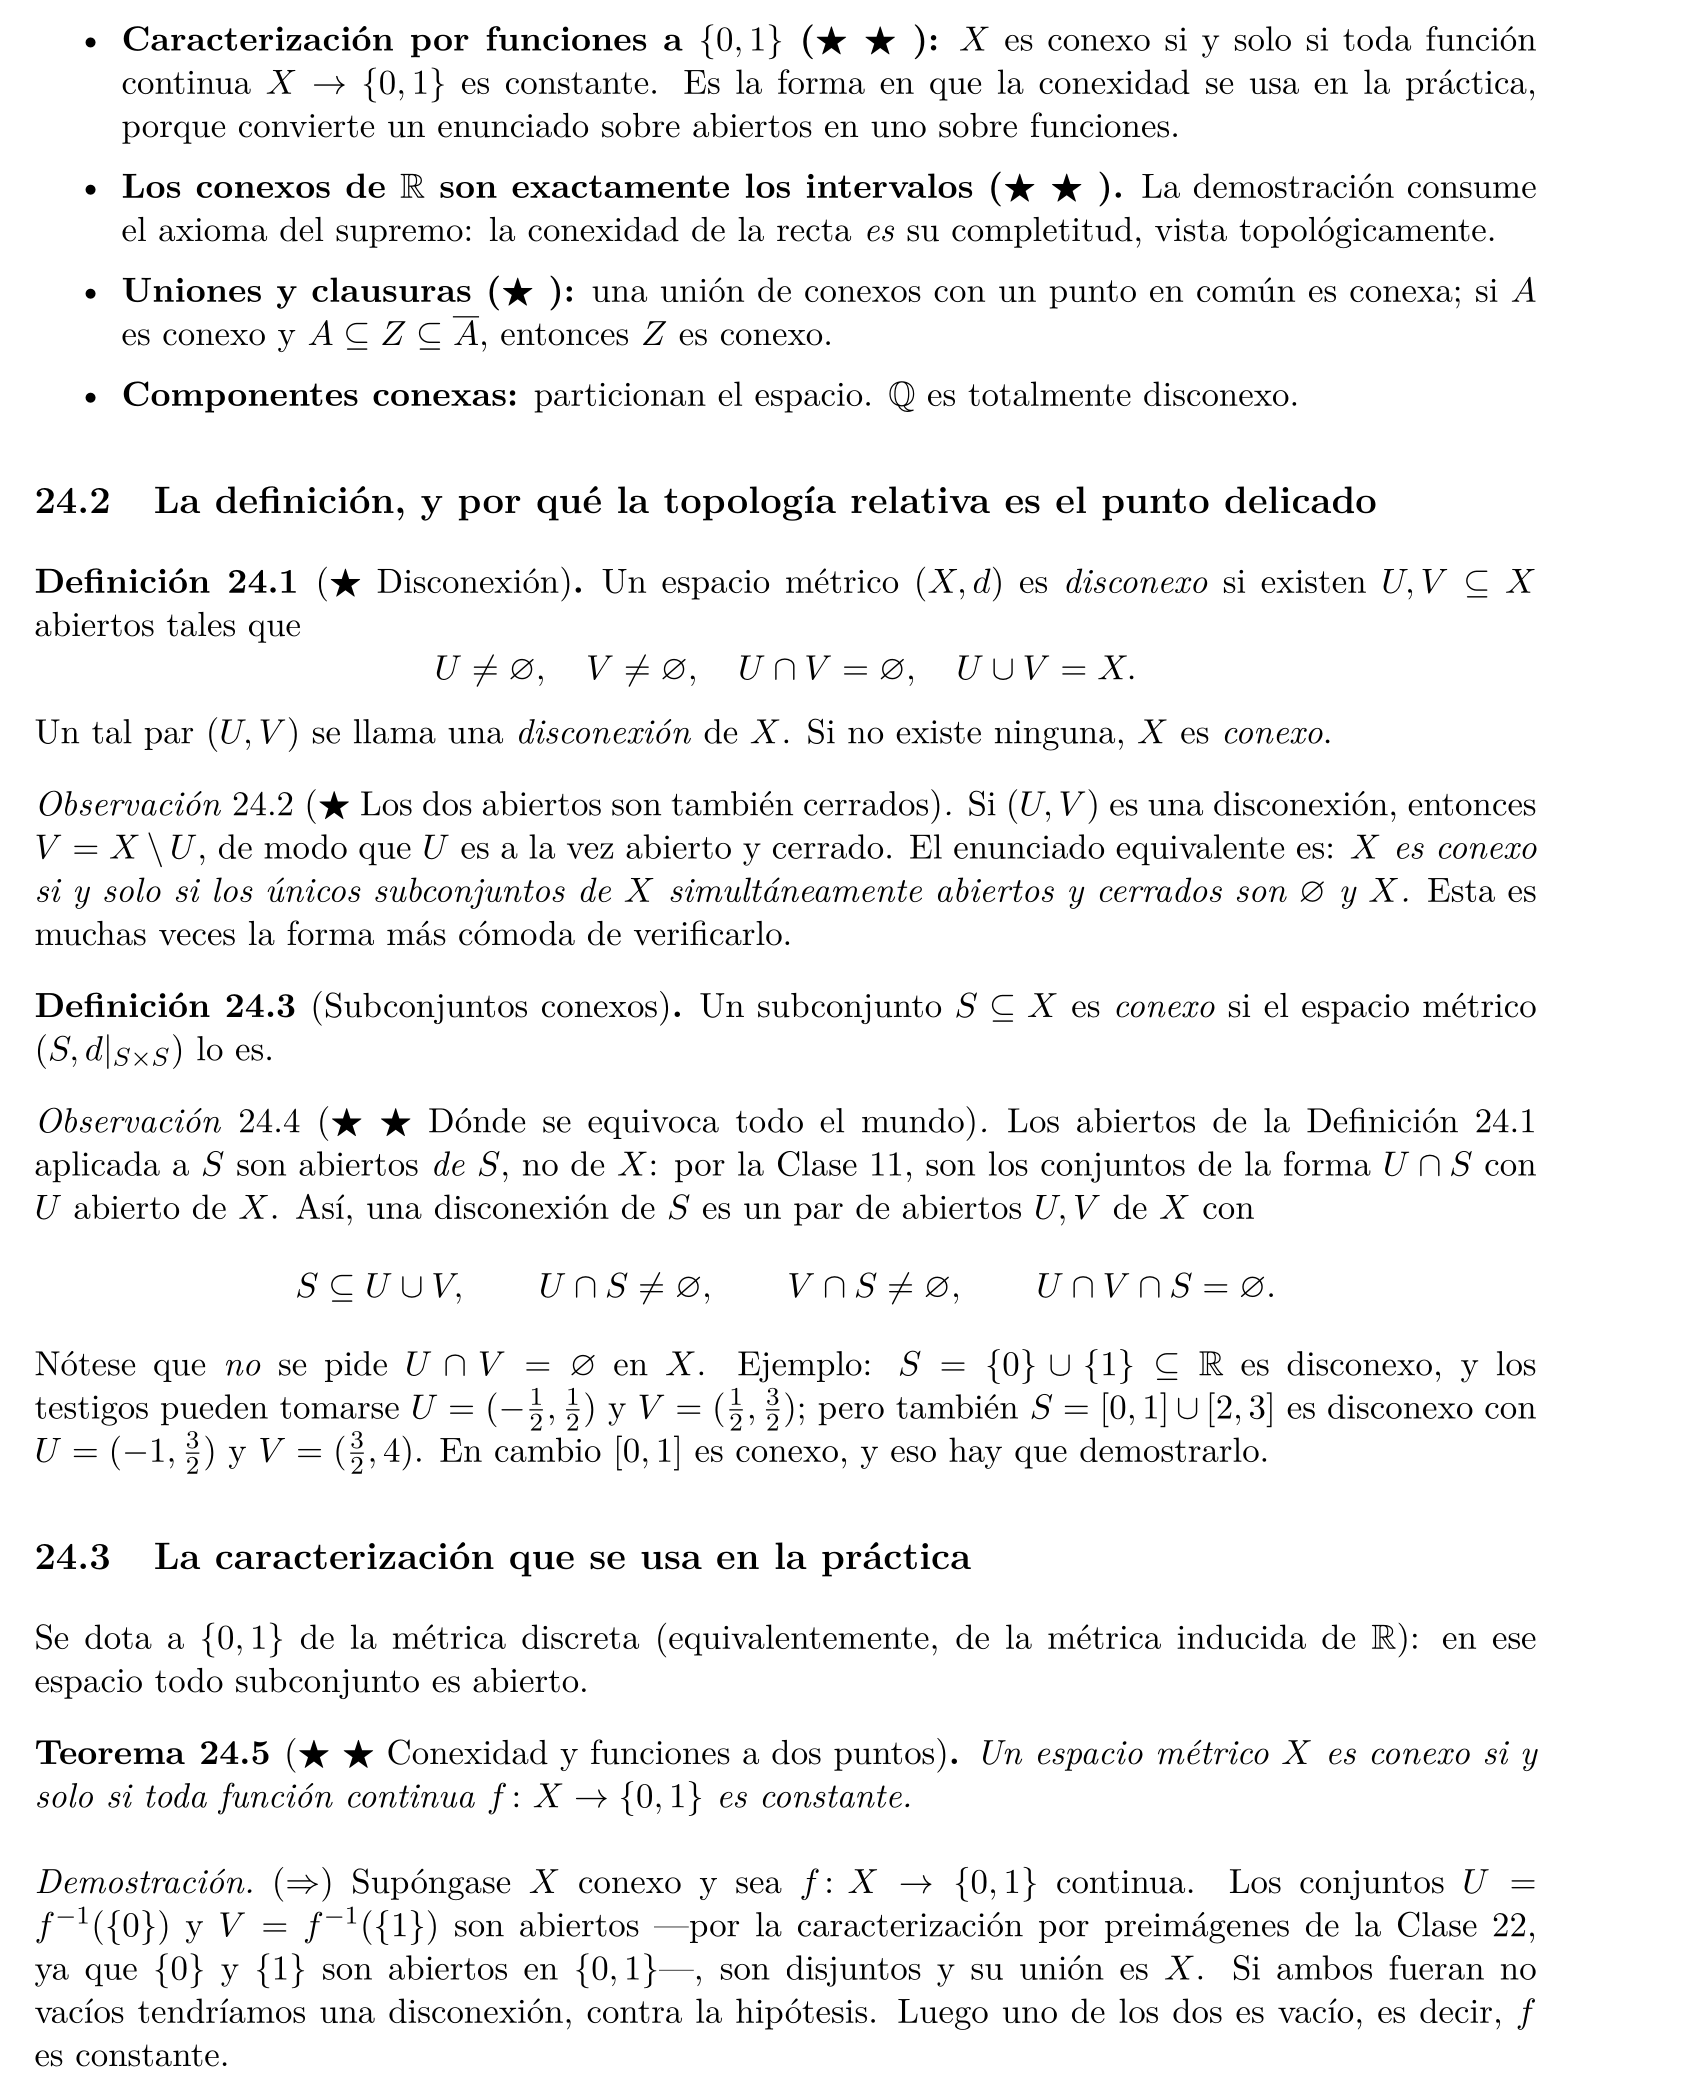 • Caracterización por funciones a {0, 1} (★ ★ ): X es conexo si y solo si toda función
continua X → {0, 1} es constante. Es la forma en que la conexidad se usa en la práctica,
porque convierte un enunciado sobre abiertos en uno sobre funciones.
• Los conexos de ℝ son exactamente los intervalos (★ ★ ). La demostración consume
el axioma del supremo: la conexidad de la recta es su completitud, vista topológicamente.
• Uniones y clausuras (★ ): una unión de conexos con un punto en común es conexa; si A
es conexo y A ⊆ Z ⊆ A̅, entonces Z es conexo.
• Componentes conexas: particionan el espacio. ℚ es totalmente disconexo.
24.2 La definición, y por qué la topología relativa es el punto delicado
Definición 24.1 (★ Disconexión). Un espacio métrico (X, d) es disconexo si existen U, V ⊆ X
abiertos tales que
U ≠ ∅, V ≠ ∅, U ∩ V = ∅, U ∪ V = X.
Un tal par (U, V) se llama una disconexión de X. Si no existe ninguna, X es conexo.
Observación 24.2 (★ Los dos abiertos son también cerrados). Si (U, V) es una disconexión, entonces
V = X \ U, de modo que U es a la vez abierto y cerrado. El enunciado equivalente es: X es conexo
si y solo si los únicos subconjuntos de X simultáneamente abiertos y cerrados son ∅ y X. Esta es
muchas veces la forma más cómoda de verificarlo.
Definición 24.3 (Subconjuntos conexos). Un subconjunto S ⊆ X es conexo si el espacio métrico
(S, d|_{S×S}) lo es.
Observación 24.4 (★ ★ Dónde se equivoca todo el mundo). Los abiertos de la Definición 24.1
aplicada a S son abiertos de S, no de X: por la Clase 11, son los conjuntos de la forma U ∩ S con
U abierto de X. Así, una disconexión de S es un par de abiertos U, V de X con
S ⊆ U ∪ V, U ∩ S ≠ ∅, V ∩ S ≠ ∅, U ∩ V ∩ S = ∅.
Nótese que no se pide U ∩ V = ∅ en X. Ejemplo: S = {0} ∪ {1} ⊆ ℝ es disconexo, y los
testigos pueden tomarse U = (−1/2, 1/2) y V = (1/2, 3/2); pero también S = [0, 1] ∪ [2, 3] es disconexo con
U = (−1, 3/2) y V = (3/2, 4). En cambio [0, 1] es conexo, y eso hay que demostrarlo.
24.3 La caracterización que se usa en la práctica
Se dota a {0, 1} de la métrica discreta (equivalentemente, de la métrica inducida de ℝ): en ese
espacio todo subconjunto es abierto.
Teorema 24.5 (★ ★ Conexidad y funciones a dos puntos). Un espacio métrico X es conexo si y
solo si toda función continua f: X → {0, 1} es constante.
Demostración. (⇒) Supóngase X conexo y sea f: X → {0, 1} continua. Los conjuntos U =
f⁻¹({0}) y V = f⁻¹({1}) son abiertos —por la caracterización por preimágenes de la Clase 22,
ya que {0} y {1} son abiertos en {0, 1}—, son disjuntos y su unión es X. Si ambos fueran no
vacíos tendríamos una disconexión, contra la hipótesis. Luego uno de los dos es vacío, es decir, f
es constante.